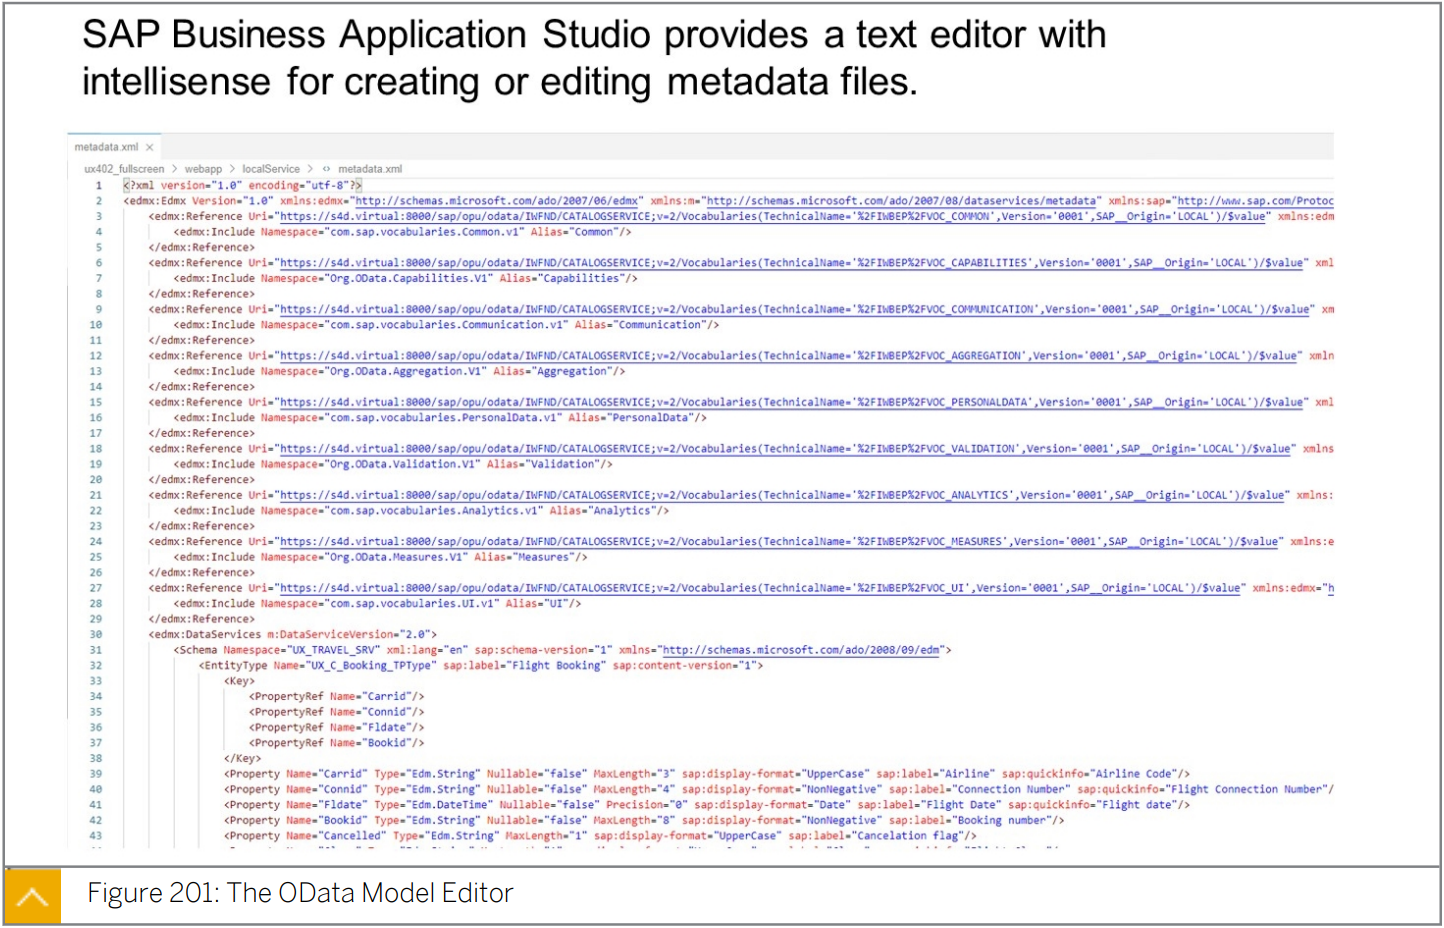 SAP Business Application Studio provides a text editor with
intellisense for creating or editing metadata files.
metadata.xml ×
ux402_fullscreen > webapp > localService > <> metadata.xml
1 <?xml version="1.0" encoding="utf-8"?>
2 <edmx:Edmx Version="1.0" xmlns:edmx="http://schemas.microsoft.com/ado/2007/06/edmx" xmlns:m="http://schemas.microsoft.com/ado/2007/08/dataservices/metadata" xmlns:sap="http://www.sap.com/Protoc
3 <edmx:Reference Uri="https://s4d.virtual:8000/sap/opu/odata/IWFND/CATALOGSERVICE;v=2/Vocabularies(TechnicalName='%2FIWBEP%2FVOC_COMMON',Version='0001',SAP__Origin='LOCAL')/$value" xmlns:edm
4 <edmx:Include Namespace="com.sap.vocabularies.Common.v1" Alias="Common"/>
5 </edmx:Reference>
6 <edmx:Reference Uri="https://s4d.virtual:8000/sap/opu/odata/IWFND/CATALOGSERVICE;v=2/Vocabularies(TechnicalName='%2FIWBEP%2FVOC_CAPABILITIES',Version='0001',SAP__Origin='LOCAL')/$value" xml
7 <edmx:Include Namespace="Org.OData.Capabilities.V1" Alias="Capabilities"/>
8 </edmx:Reference>
9 <edmx:Reference Uri="https://s4d.virtual:8000/sap/opu/odata/IWFND/CATALOGSERVICE;v=2/Vocabularies(TechnicalName='%2FIWBEP%2FVOC_COMMUNICATION',Version='0001',SAP__Origin='LOCAL')/$value" xm
10 <edmx:Include Namespace="com.sap.vocabularies.Communication.v1" Alias="Communication"/>
11 </edmx:Reference>
12 <edmx:Reference Uri="https://s4d.virtual:8000/sap/opu/odata/IWFND/CATALOGSERVICE;v=2/Vocabularies(TechnicalName='%2FIWBEP%2FVOC_AGGREGATION',Version='0001',SAP__Origin='LOCAL')/$value" xmln
13 <edmx:Include Namespace="Org.OData.Aggregation.V1" Alias="Aggregation"/>
14 </edmx:Reference>
15 <edmx:Reference Uri="https://s4d.virtual:8000/sap/opu/odata/IWFND/CATALOGSERVICE;v=2/Vocabularies(TechnicalName='%2FIWBEP%2FVOC_PERSONALDATA',Version='0001',SAP__Origin='LOCAL')/$value" xml
16 <edmx:Include Namespace="com.sap.vocabularies.PersonalData.v1" Alias="PersonalData"/>
17 </edmx:Reference>
18 <edmx:Reference Uri="https://s4d.virtual:8000/sap/opu/odata/IWFND/CATALOGSERVICE;v=2/Vocabularies(TechnicalName='%2FIWBEP%2FVOC_VALIDATION',Version='0001',SAP__Origin='LOCAL')/$value" xmlns
19 <edmx:Include Namespace="Org.OData.Validation.V1" Alias="Validation"/>
20 </edmx:Reference>
21 <edmx:Reference Uri="https://s4d.virtual:8000/sap/opu/odata/IWFND/CATALOGSERVICE;v=2/Vocabularies(TechnicalName='%2FIWBEP%2FVOC_ANALYTICS',Version='0001',SAP__Origin='LOCAL')/$value" xmlns:
22 <edmx:Include Namespace="com.sap.vocabularies.Analytics.v1" Alias="Analytics"/>
23 </edmx:Reference>
24 <edmx:Reference Uri="https://s4d.virtual:8000/sap/opu/odata/IWFND/CATALOGSERVICE;v=2/Vocabularies(TechnicalName='%2FIWBEP%2FVOC_MEASURES',Version='0001',SAP__Origin='LOCAL')/$value" xmlns:e
25 <edmx:Include Namespace="Org.OData.Measures.V1" Alias="Measures"/>
26 </edmx:Reference>
27 <edmx:Reference Uri="https://s4d.virtual:8000/sap/opu/odata/IWFND/CATALOGSERVICE;v=2/Vocabularies(TechnicalName='%2FIWBEP%2FVOC_UI',Version='0001',SAP__Origin='LOCAL')/$value" xmlns:edmx="h
28 <edmx:Include Namespace="com.sap.vocabularies.UI.v1" Alias="UI"/>
29 </edmx:Reference>
30 <edmx:DataServices m:DataServiceVersion="2.0">
31 <Schema Namespace="UX_TRAVEL_SRV" xml:lang="en" sap:schema-version="1" xmlns="http://schemas.microsoft.com/ado/2008/09/edm">
32 <EntityType Name="UX_C_Booking_TPType" sap:label="Flight Booking" sap:content-version="1">
33 <Key>
34 <PropertyRef Name="Carrid"/>
35 <PropertyRef Name="Connid"/>
36 <PropertyRef Name="Fldate"/>
37 <PropertyRef Name="Bookid"/>
38 </Key>
39 <Property Name="Carrid" Type="Edm.String" Nullable="false" MaxLength="3" sap:display-format="UpperCase" sap:label="Airline" sap:quickinfo="Airline Code"/>
40 <Property Name="Connid" Type="Edm.String" Nullable="false" MaxLength="4" sap:display-format="NonNegative" sap:label="Connection Number" sap:quickinfo="Flight Connection Number"/
41 <Property Name="Fldate" Type="Edm.DateTime" Nullable="false" Precision="0" sap:display-format="Date" sap:label="Flight Date" sap:quickinfo="Flight date"/>
42 <Property Name="Bookid" Type="Edm.String" Nullable="false" MaxLength="8" sap:display-format="NonNegative" sap:label="Booking number"/>
43 <Property Name="Cancelled" Type="Edm.String" MaxLength="1" sap:display-format="UpperCase" sap:label="Cancelation flag"/>
Figure 201: The OData Model Editor